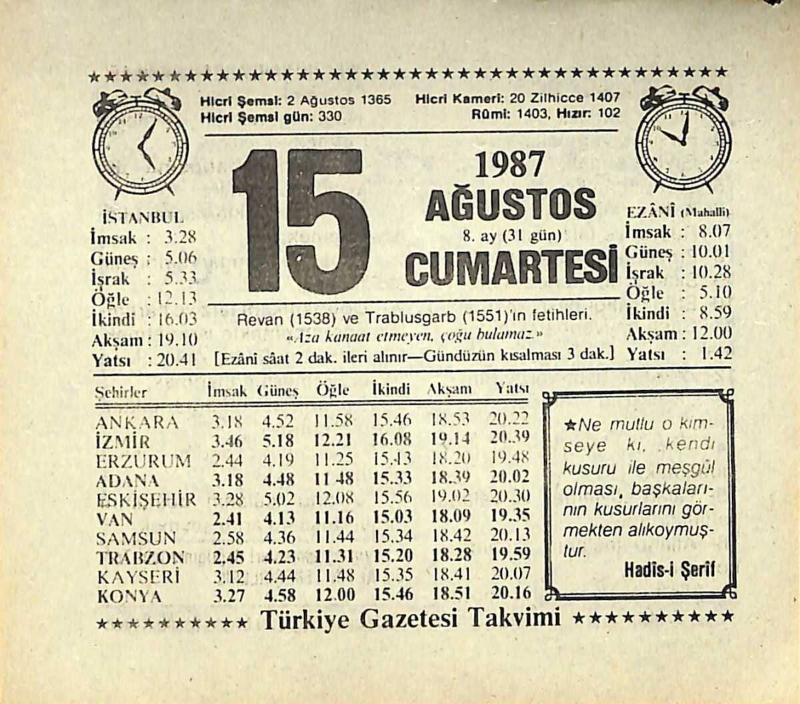 Hicri Şemsi: 2 Ağustos 1365 Hicri Kameri: 20 Zilhicce 1407
Hicri Şemsi gün: 330 Rûmi: 1403, Hızır: 102
15
1987
AĞUSTOS
8. ay (31 gün)
CUMARTESİ
İSTANBUL
İmsak : 3.28
Güneş : 5.06
İşrak : 5.33
Öğle : 12.13
İkindi : 16.03
Akşam : 19.10
Yatsı : 20.41
EZÂNÎ (Mahalli)
İmsak : 8.07
Güneş : 10.01
İşrak : 10.28
Öğle : 5.10
İkindi : 8.59
Akşam : 12.00
Yatsı : 1.42
Revan (1538) ve Trablusgarb (1551)'in fetihleri.
«Aza kanaat etmeyen, çoğu bulamaz.»
[Ezânî sâat 2 dak. ileri alınır—Gündüzün kısalması 3 dak.]
Şehirler İmsak Güneş Öğle İkindi Akşam Yatsı
ANKARA 3.18 4.52 11.58 15.46 18.53 20.22
İZMİR 3.46 5.18 12.21 16.08 19.14 20.39
ERZURUM 2.44 4.19 11.25 15.13 18.20 19.48
ADANA 3.18 4.48 11 48 15.33 18.39 20.02
ESKİŞEHİR 3.28 5.02 12.08 15.56 19.02 20.30
VAN 2.41 4.13 11.16 15.03 18.09 19.35
SAMSUN 2.58 4.36 11.44 15.34 18.42 20.13
TRABZON 2.45 4.23 11.31 15.20 18.28 19.59
KAYSERİ 3.12 4.44 11.48 15.35 18.41 20.07
KONYA 3.27 4.58 12.00 15.46 18.51 20.16
★Ne mutlu o kim-
seye ki, kendi
kusuru ile meşgûl
olması, başkaları-
nın kusurlarını gör-
mekten alıkoymuş-
tur.
Hadîs-i Şerîf
Türkiye Gazetesi Takvimi